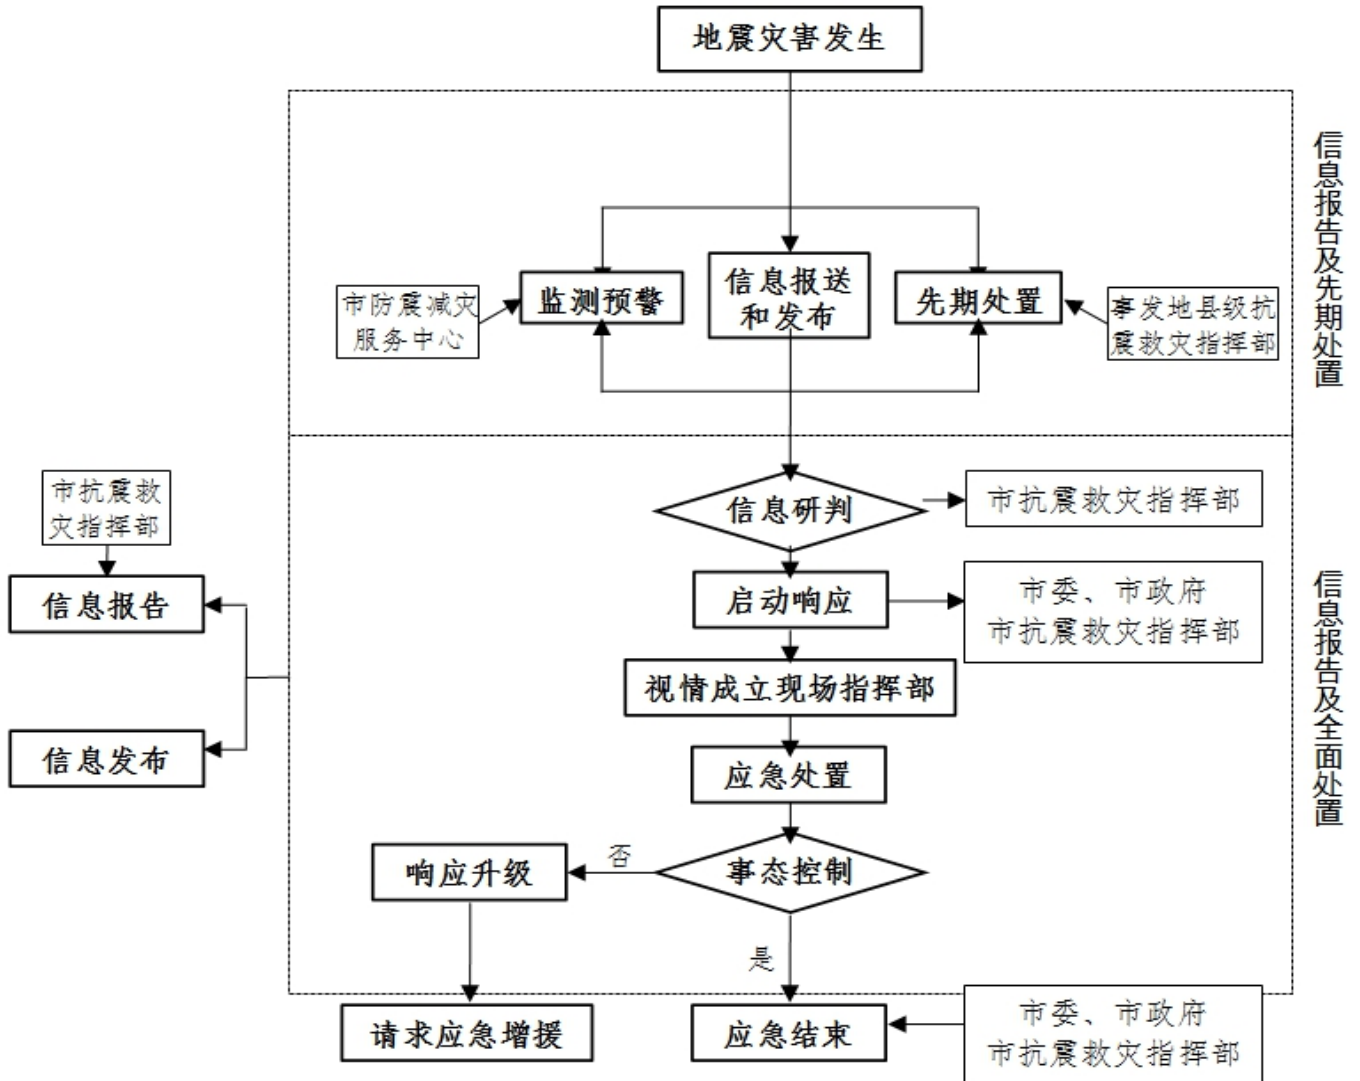 地震灾害发生
信息报告及先期处置
监测预警
信息报送
和发布
先期处置
市防震减灾
服务中心
事发地县级抗
震救灾指挥部
市抗震救
灾指挥部
信息报告
信息发布
信息研判
市抗震救灾指挥部
启动响应
市委、市政府
市抗震救灾指挥部
信息报告及全面处置
视情成立现场指挥部
应急处置
响应升级
否
事态控制
是
请求应急增援
应急结束
市委、市政府
市抗震救灾指挥部